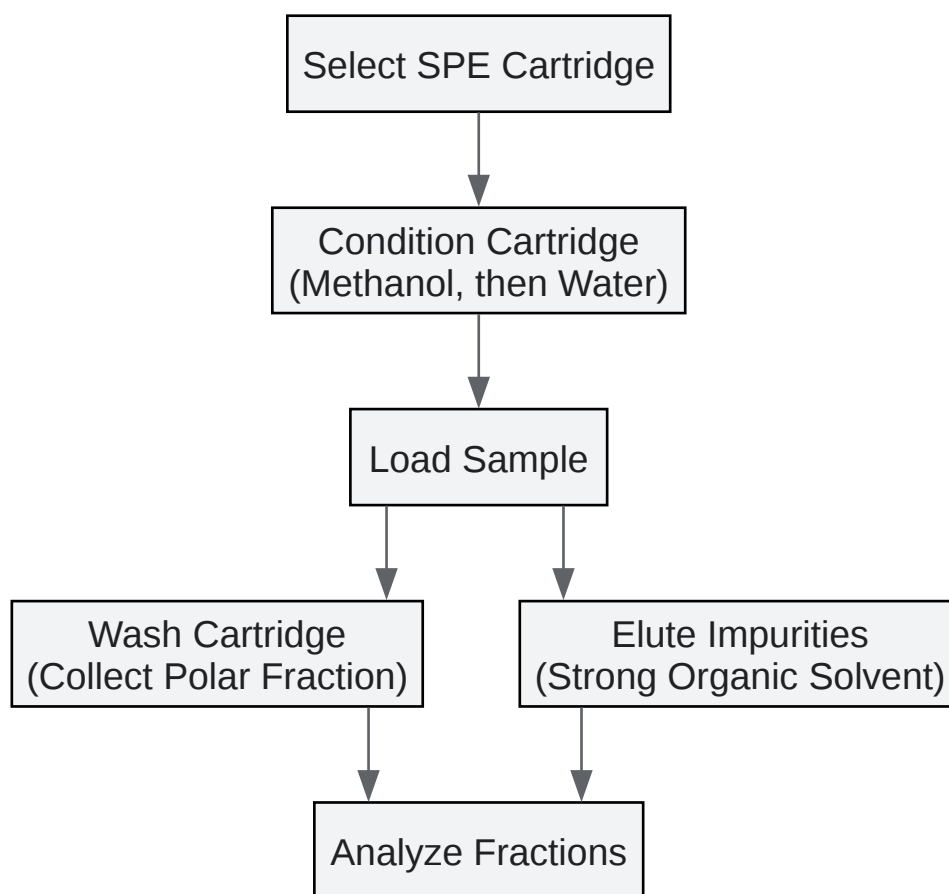 Select SPE Cartridge
Condition Cartridge
(Methanol, then Water)
Load Sample
Wash Cartridge
(Collect Polar Fraction)
Elute Impurities
(Strong Organic Solvent)
Analyze Fractions